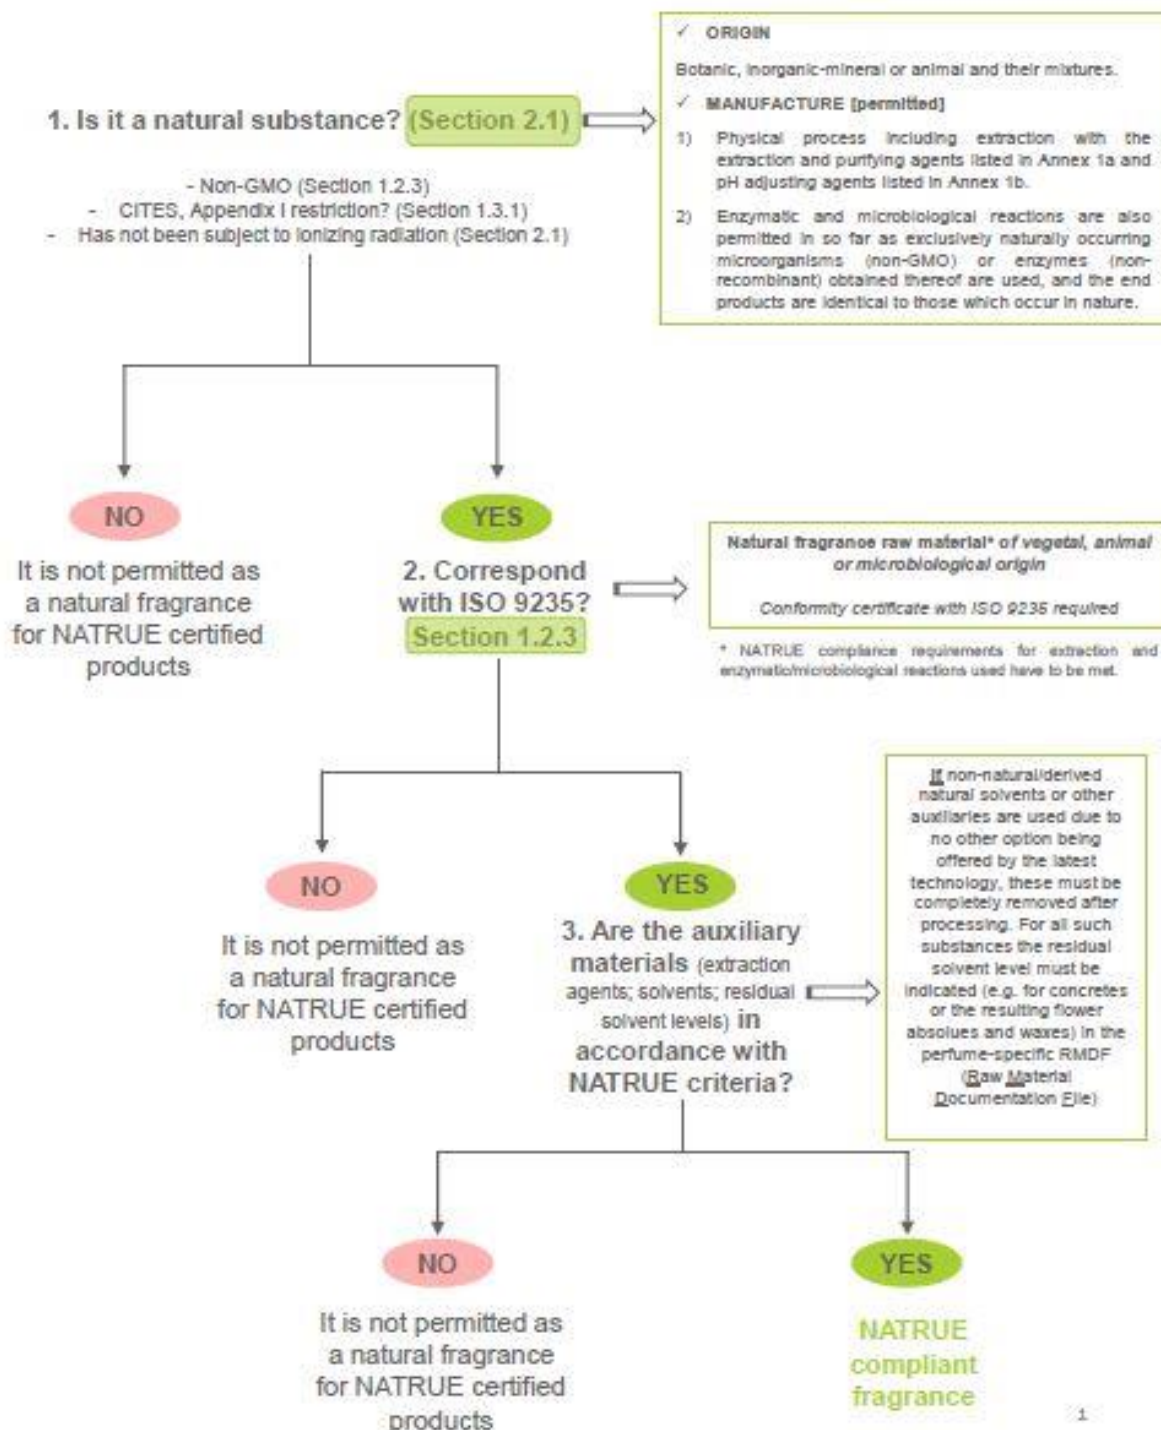 ✓ ORIGIN
Botanic, inorganic-mineral or animal and their mixtures.
✓ MANUFACTURE [permitted]
1) Physical process including extraction with the
extraction and purifying agents listed in Annex 1a and
pH adjusting agents listed in Annex 1b.
2) Enzymatic and microbiological reactions are also
permitted in so far as exclusively naturally occurring
microorganisms (non-GMO) or enzymes (non-
recombinant) obtained thereof are used, and the end
products are identical to those which occur in nature.
1. Is it a natural substance? (Section 2.1)
- Non-GMO (Section 1.2.3)
- CITES, Appendix I restriction? (Section 1.3.1)
- Has not been subject to ionizing radiation (Section 2.1)
NO
It is not permitted as
a natural fragrance
for NATRUE certified
products
YES
2. Correspond
with ISO 9235?
Section 1.2.3
Natural fragrance raw material* of vegetal, animal
or microbiological origin
Conformity certificate with ISO 9235 required
* NATRUE compliance requirements for extraction and
enzymatic/microbiological reactions used have to be met.
NO
It is not permitted as
a natural fragrance
for NATRUE certified
products
YES
3. Are the auxiliary
materials (extraction
agents; solvents; residual
solvent levels) in
accordance with
NATRUE criteria?
If non-natural/derived
natural solvents or other
auxiliaries are used due to
no other option being
offered by the latest
technology, these must be
completely removed after
processing. For all such
substances the residual
solvent level must be
indicated (e.g. for concretes
or the resulting flower
absolues and waxes) in the
perfume-specific RMDF
(Raw Material
Documentation File)
NO
It is not permitted as
a natural fragrance
for NATRUE certified
products
YES
NATRUE
compliant
fragrance
1